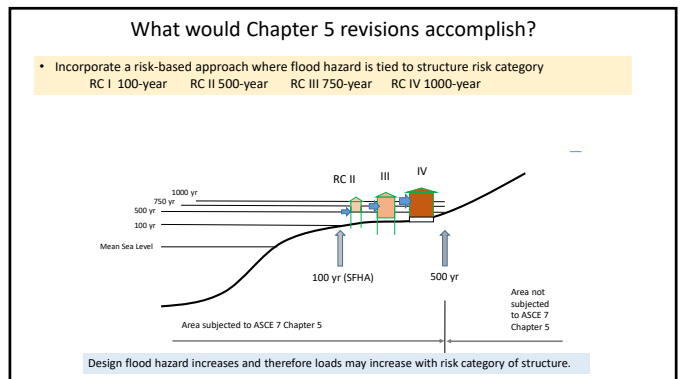 What would Chapter 5 revisions accomplish?
• Incorporate a risk-based approach where flood hazard is tied to structure risk category
RC I 100-year RC II 500-year RC III 750-year RC IV 1000-year
RC II III IV
1000 yr
750 yr
500 yr
100 yr
Mean Sea Level
100 yr (SFHA) 500 yr
Area subjected to ASCE 7 Chapter 5
Area not
subjected
to ASCE 7
Chapter 5
Design flood hazard increases and therefore loads may increase with risk category of structure.